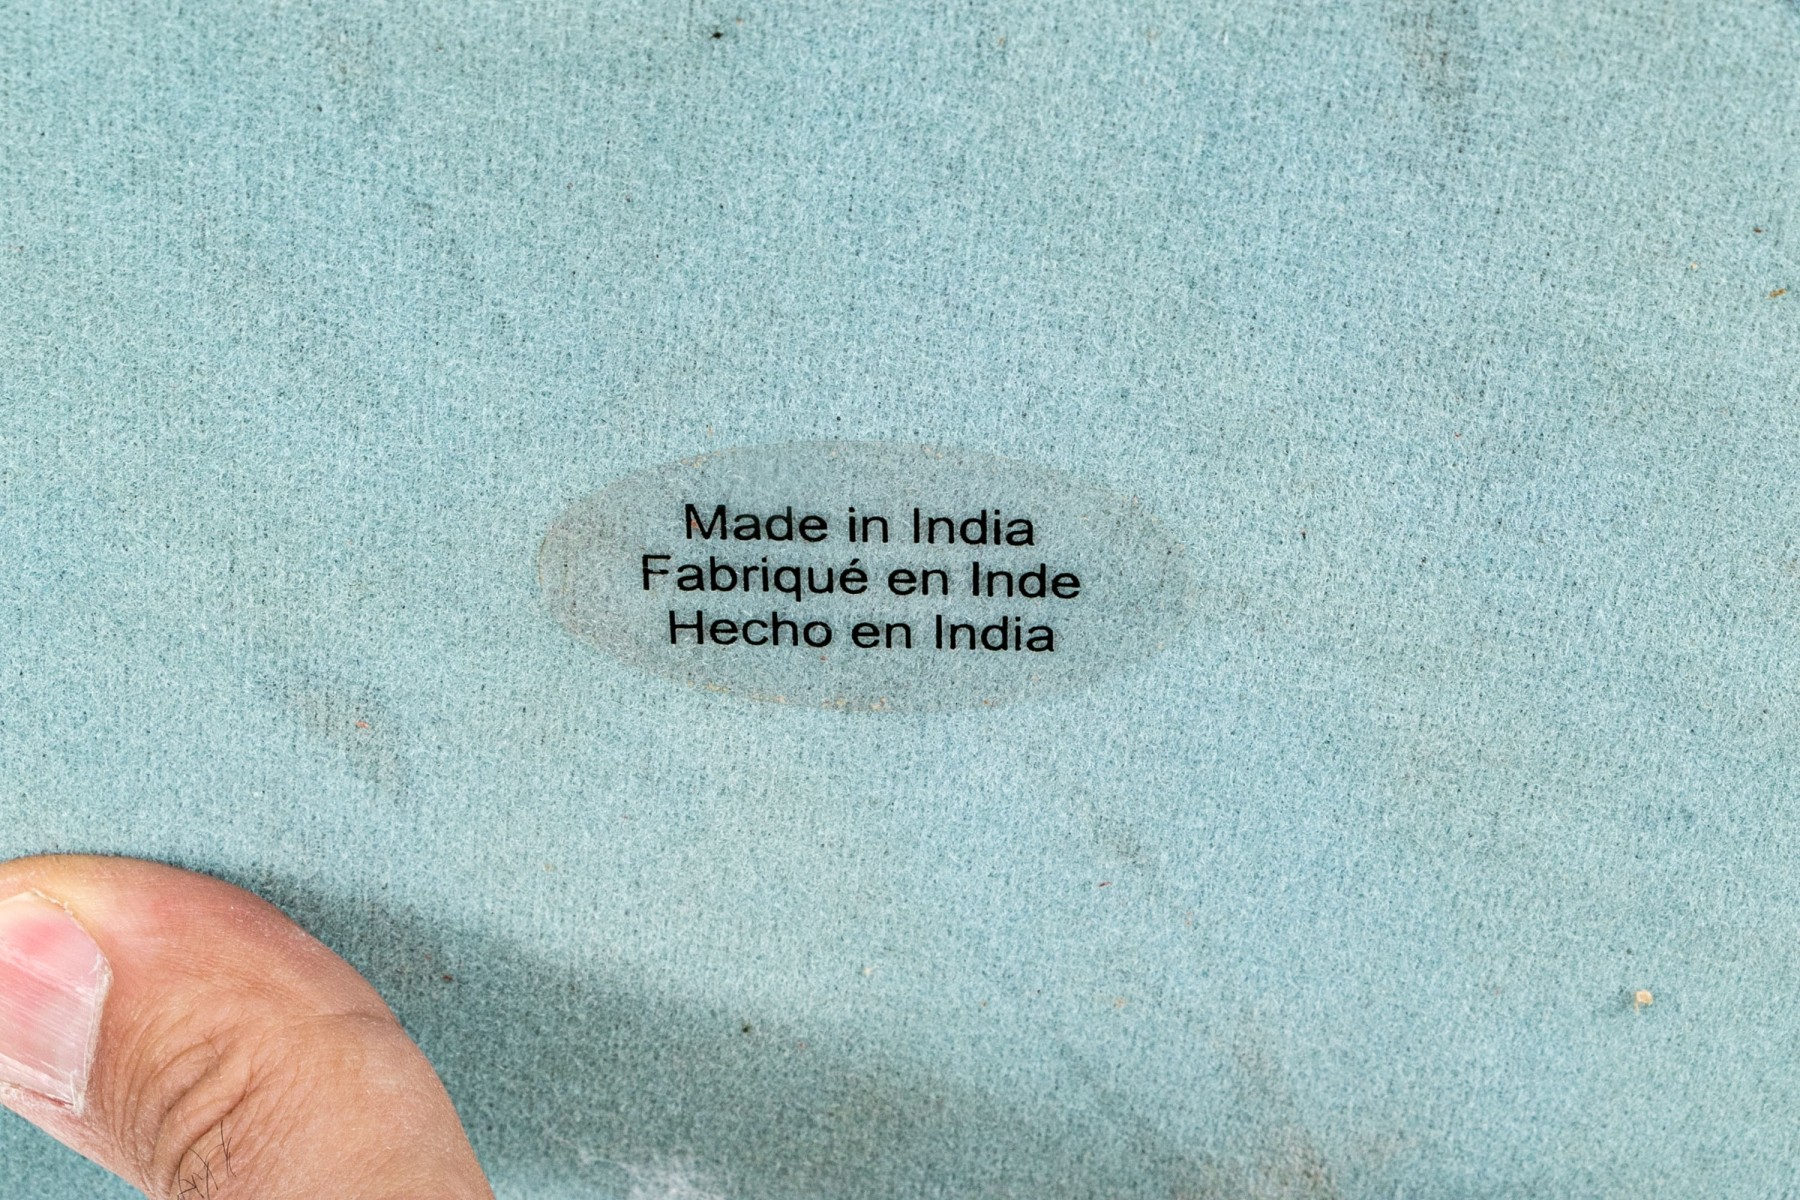 Made in India
Fabriqué en Inde
Hecho en India